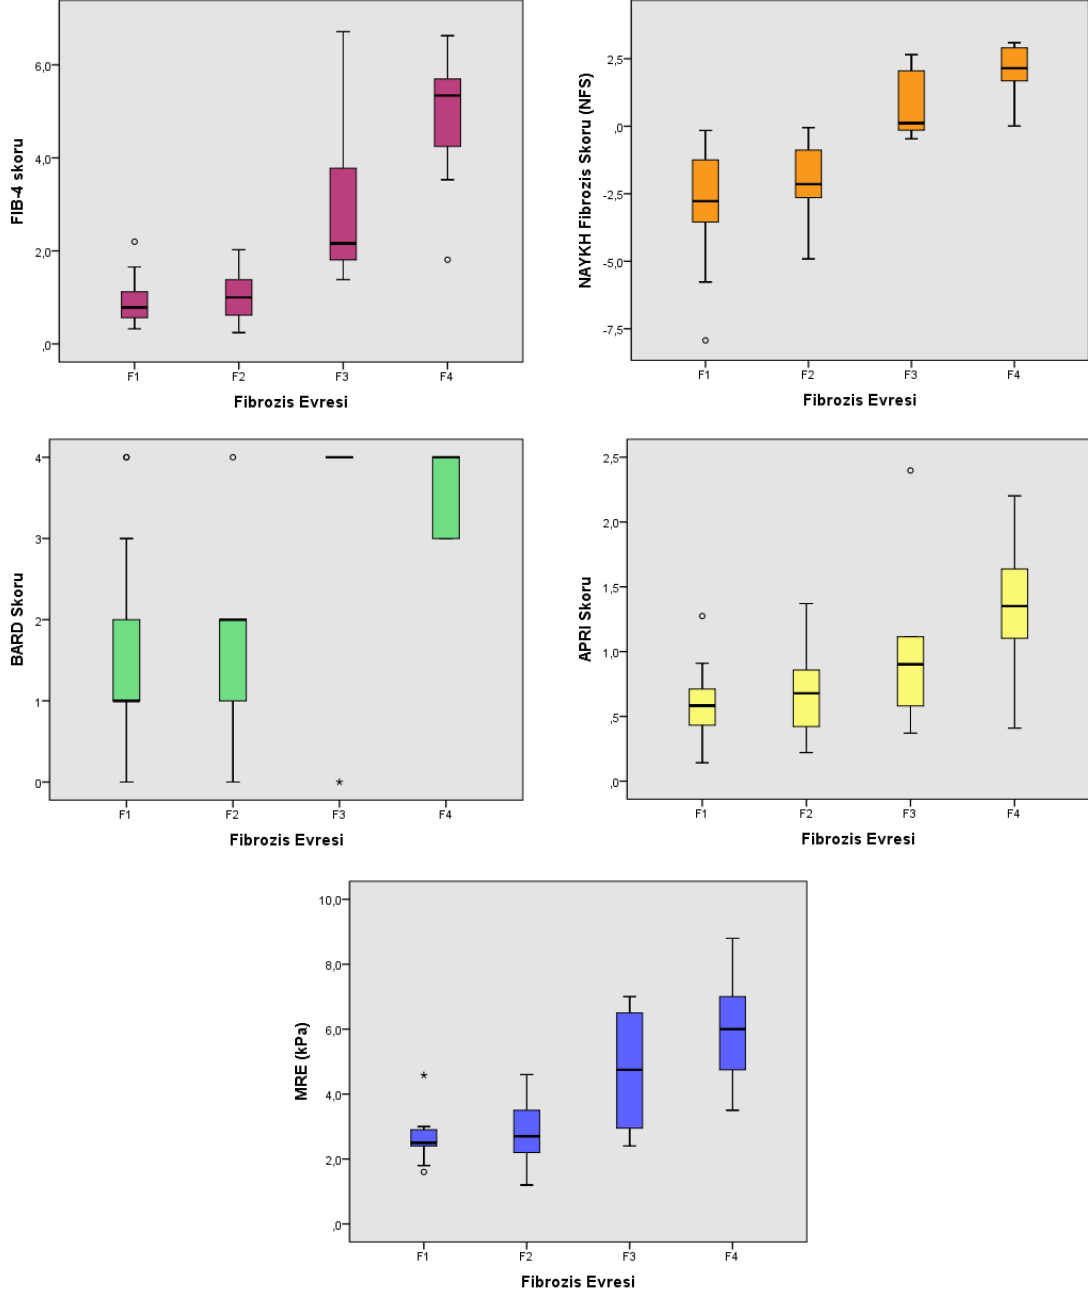 FIB-4 skoru
6,0
4,0
2,0
,0
F1 F2 F3 F4
Fibrozis Evresi
NAYKH Fibrozis Skoru (NFS)
2,5
,0
-2,5
-5,0
-7,5
F1 F2 F3 F4
Fibrozis Evresi
BARD Skoru
4
3
2
1
0
F1 F2 F3 F4
Fibrozis Evresi
APRI Skoru
2,5
2,0
1,5
1,0
,5
,0
F1 F2 F3 F4
Fibrozis Evresi
MRE (kPa)
10,0
8,0
6,0
4,0
2,0
,0
F1 F2 F3 F4
Fibrozis Evresi